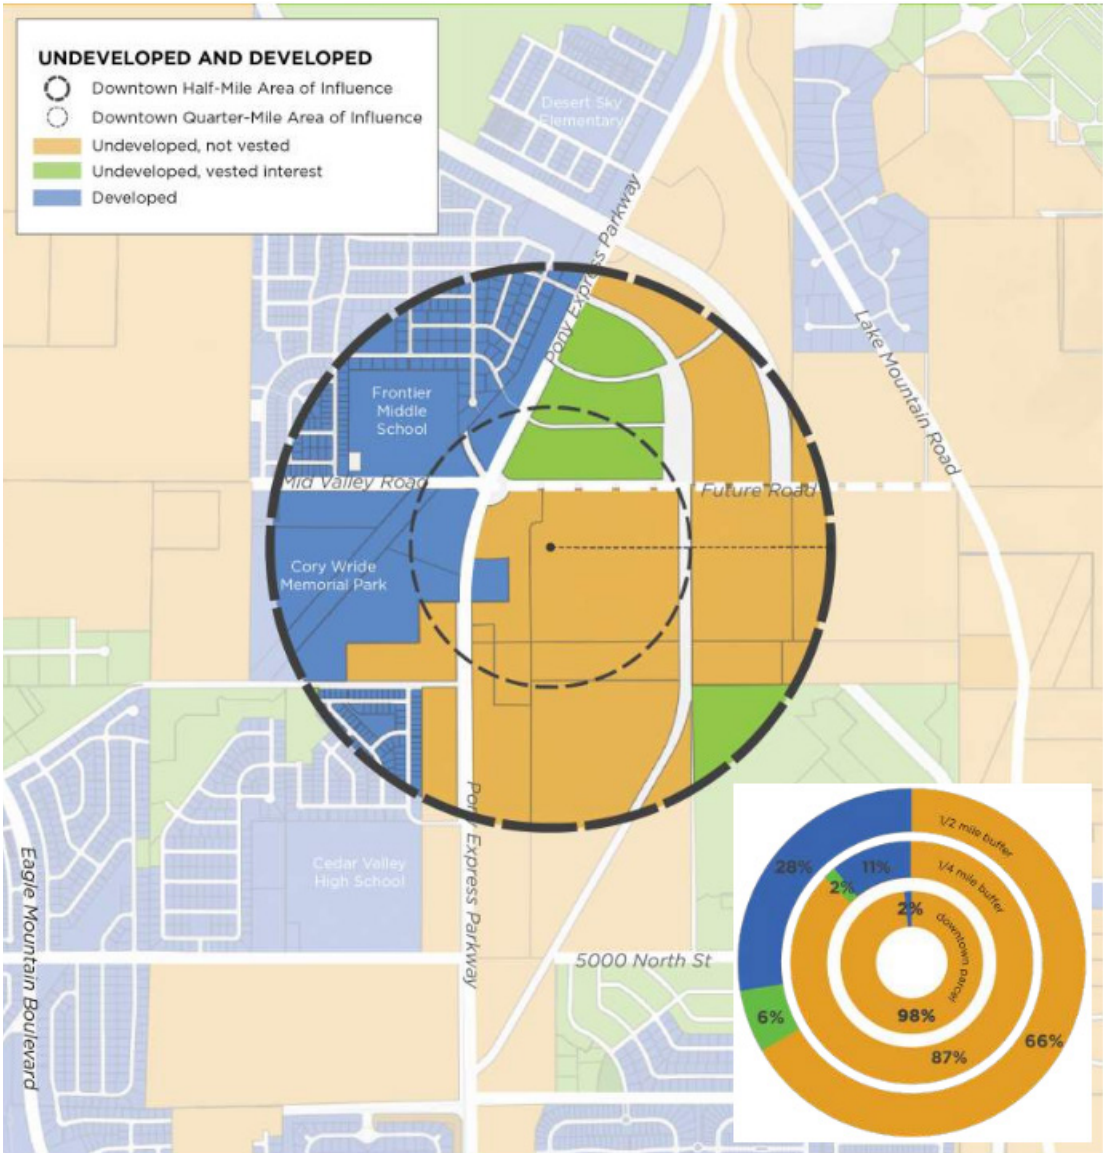 UNDEVELOPED AND DEVELOPED
Downtown Half-Mile Area of Influence
Downtown Quarter-Mile Area of Influence
Undeveloped, not vested
Undeveloped, vested interest
Developed
Desert Sky
Elementary
Pony Express Parkway
Lake Mountain Road
Frontier
Middle
School
Mid Valley Road
Future Road
Cory Wride
Memorial Park
Pony Express Parkway
Cedar Valley
High School
Eagle Mountain Boulevard
5000 North St
1/2 mile buffer
1/4 mile buffer
downtown parcel
28%
11%
2%
2%
6%
98%
87%
66%